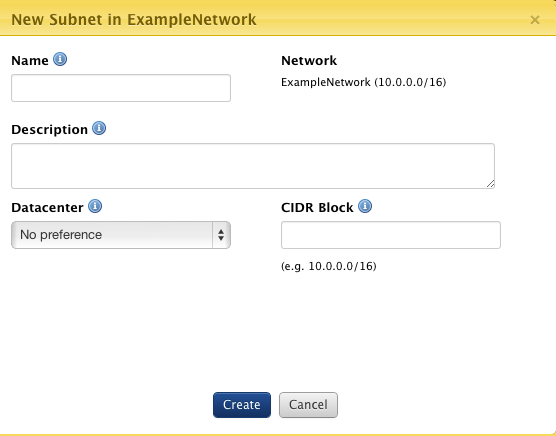 New Subnet in ExampleNetwork ×
Name Network
ExampleNetwork (10.0.0.0/16)
Description
Datacenter CIDR Block
No preference
(e.g. 10.0.0.0/16)
Create Cancel